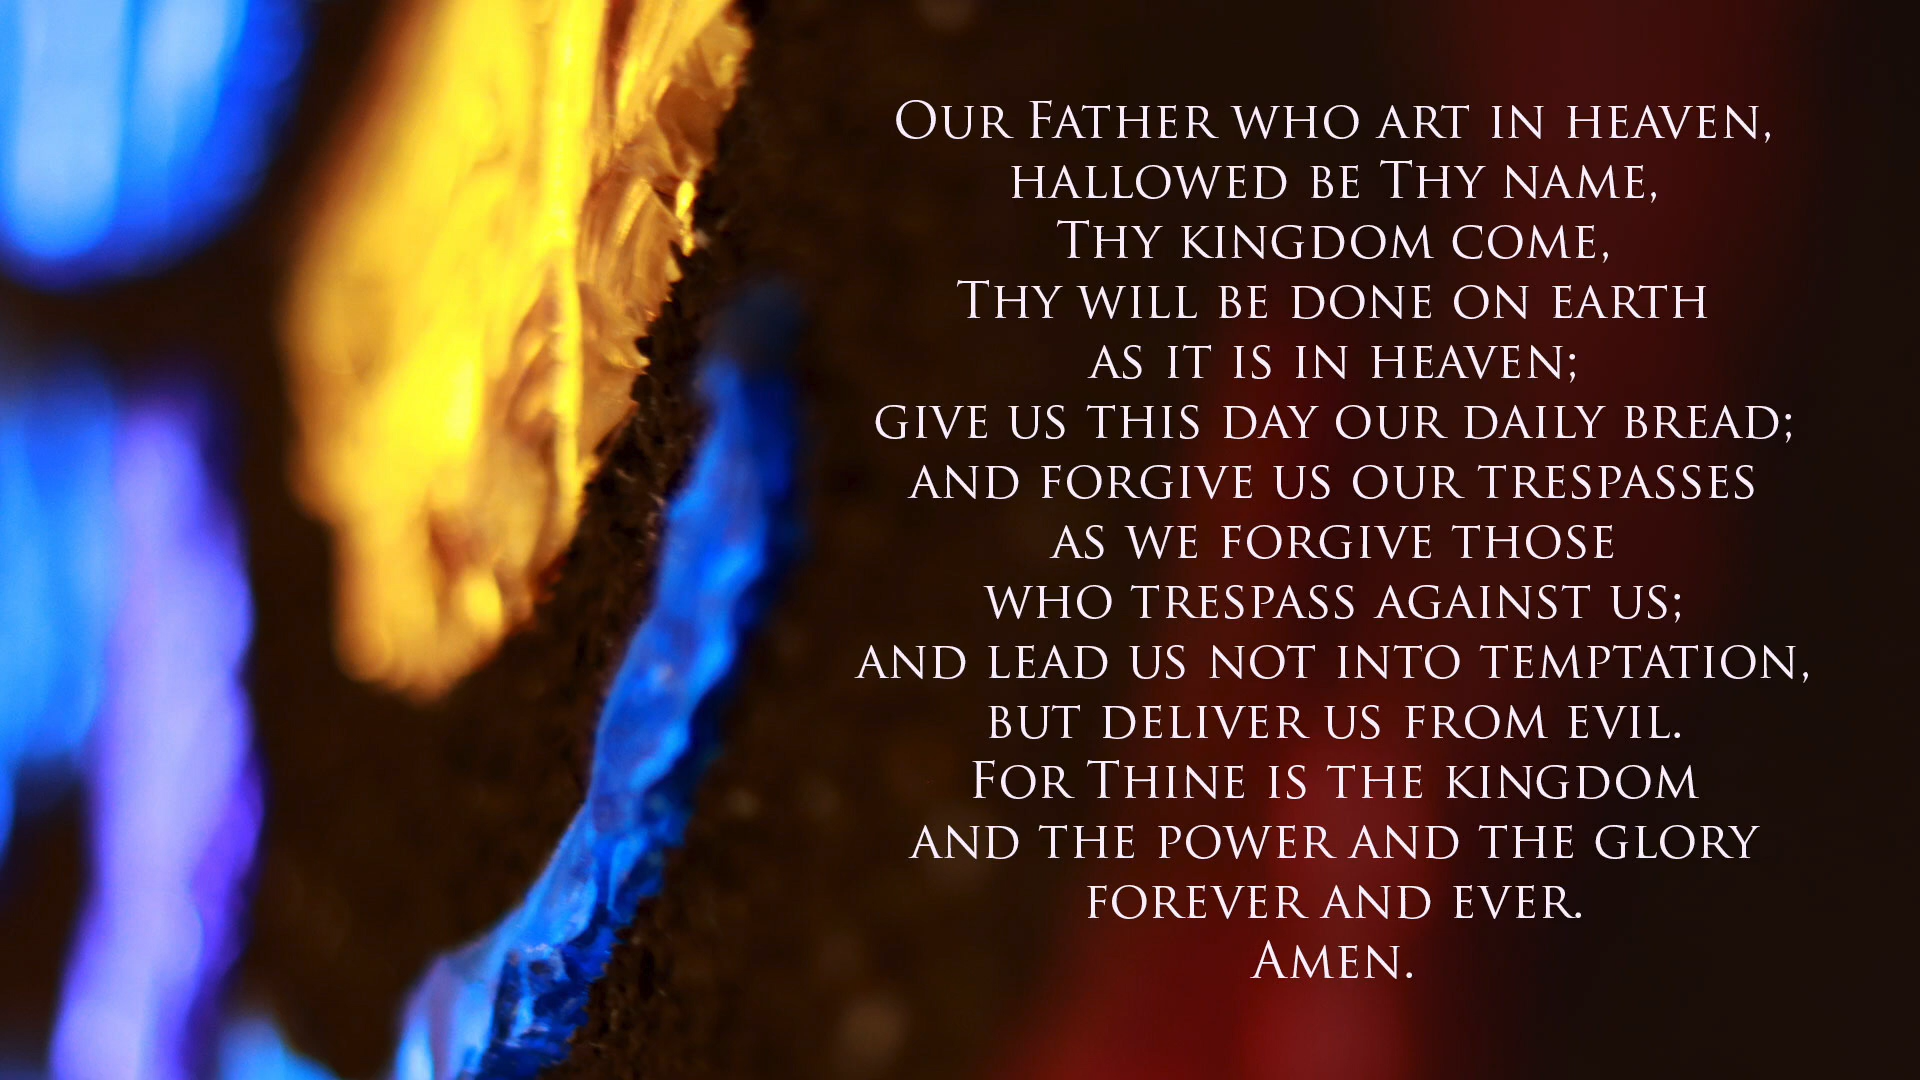 Our Father who art in heaven,
hallowed be Thy name,
Thy kingdom come,
Thy will be done on earth
as it is in heaven;
give us this day our daily bread;
and forgive us our trespasses
as we forgive those
who trespass against us;
and lead us not into temptation,
but deliver us from evil.
For Thine is the kingdom
and the power and the glory
forever and ever.
Amen.